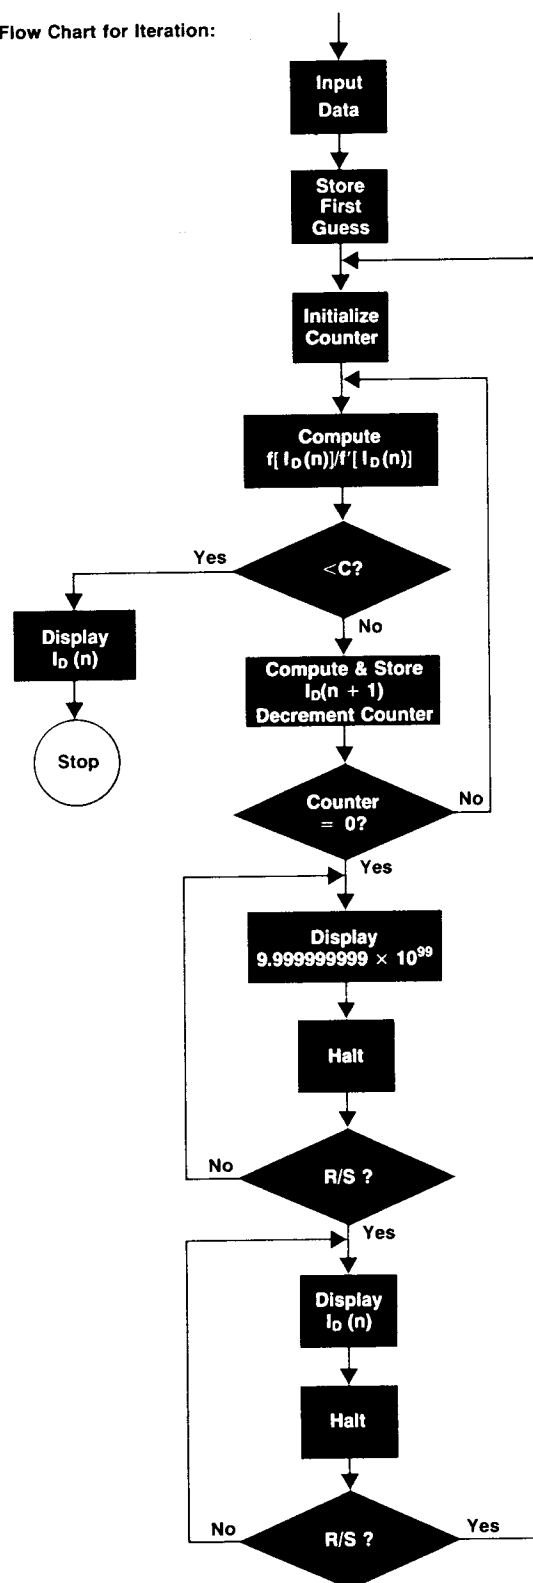 Flow Chart for Iteration:
Input
Data
Store
First
Guess
Initialize
Counter
Compute
f[ I_D(n)]/f'[ I_D(n)]
Yes
<C?
No
Display
I_D (n)
Compute & Store
I_D(n + 1)
Decrement Counter
Stop
Counter
= 0?
No
Yes
Display
9.999999999 × 10⁹⁹
Halt
No
R/S ?
Yes
Display
I_D (n)
Halt
No
R/S ?
Yes